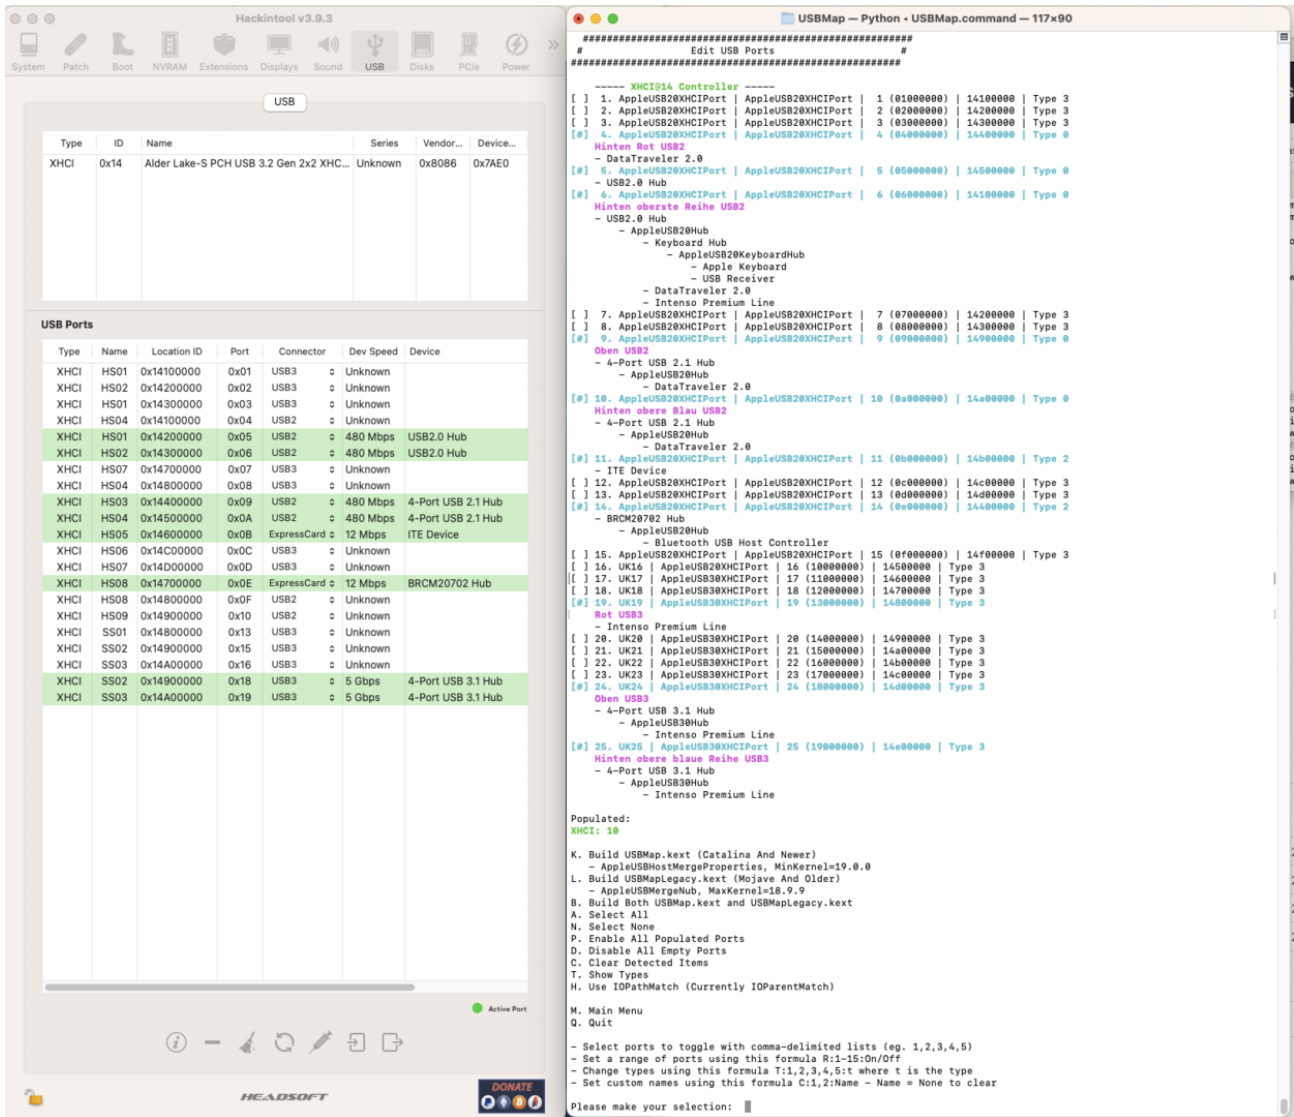 Hackintool v3.9.3
System Patch Boot NVRAM Extensions Displays Sound USB Disks PCIe Power
USB
Type ID Name Series Vendor... Device...
XHCI 0x14 Alder Lake-S PCH USB 3.2 Gen 2x2 XHC... Unknown 0x8086 0x7AE0
USB Ports
Type Name Location ID Port Connector Dev Speed Device
XHCI HS01 0x14100000 0x01 USB3 Unknown
XHCI HS02 0x14200000 0x02 USB3 Unknown
XHCI HS01 0x14300000 0x03 USB3 Unknown
XHCI HS04 0x14100000 0x04 USB2 Unknown
XHCI HS01 0x14200000 0x05 USB2 480 Mbps USB2.0 Hub
XHCI HS02 0x14300000 0x06 USB2 480 Mbps USB2.0 Hub
XHCI HS07 0x14700000 0x07 USB3 Unknown
XHCI HS04 0x14800000 0x08 USB3 Unknown
XHCI HS03 0x14400000 0x09 USB2 480 Mbps 4-Port USB 2.1 Hub
XHCI HS04 0x14500000 0x0A USB2 480 Mbps 4-Port USB 2.1 Hub
XHCI HS05 0x14600000 0x0B ExpressCard 12 Mbps ITE Device
XHCI HS06 0x14C00000 0x0C USB3 Unknown
XHCI HS07 0x14D00000 0x0D USB3 Unknown
XHCI HS08 0x14700000 0x0E ExpressCard 12 Mbps BRCM20702 Hub
XHCI HS08 0x14800000 0x0F USB2 Unknown
XHCI HS09 0x14900000 0x10 USB2 Unknown
XHCI SS01 0x14800000 0x13 USB3 Unknown
XHCI SS02 0x14900000 0x15 USB3 Unknown
XHCI SS03 0x14A00000 0x16 USB3 Unknown
XHCI SS02 0x14900000 0x18 USB3 5 Gbps 4-Port USB 3.1 Hub
XHCI SS03 0x14A00000 0x19 USB3 5 Gbps 4-Port USB 3.1 Hub
Active Port
HEADSOFT
DONATE
USBMap — Python ◂ USBMap.command — 117×90
#######################################################
# Edit USB Ports #
#######################################################
----- XHCI@14 Controller -----
[ ] 1. AppleUSB20XHCIPort | AppleUSB20XHCIPort | 1 (01000000) | 14100000 | Type 3
[ ] 2. AppleUSB20XHCIPort | AppleUSB20XHCIPort | 2 (02000000) | 14200000 | Type 3
[ ] 3. AppleUSB20XHCIPort | AppleUSB20XHCIPort | 3 (03000000) | 14300000 | Type 3
[#] 4. AppleUSB20XHCIPort | AppleUSB20XHCIPort | 4 (04000000) | 14400000 | Type 0
Hinten Rot USB2
- DataTraveler 2.0
[#] 5. AppleUSB20XHCIPort | AppleUSB20XHCIPort | 5 (05000000) | 14500000 | Type 0
- USB2.0 Hub
[#] 6. AppleUSB20XHCIPort | AppleUSB20XHCIPort | 6 (06000000) | 14100000 | Type 0
Hinten oberste Reihe USB2
- USB2.0 Hub
- AppleUSB20Hub
- Keyboard Hub
- AppleUSB20KeyboardHub
- Apple Keyboard
- USB Receiver
- DataTraveler 2.0
- Intenso Premium Line
[ ] 7. AppleUSB20XHCIPort | AppleUSB20XHCIPort | 7 (07000000) | 14200000 | Type 3
[ ] 8. AppleUSB20XHCIPort | AppleUSB20XHCIPort | 8 (08000000) | 14300000 | Type 3
[#] 9. AppleUSB20XHCIPort | AppleUSB20XHCIPort | 9 (09000000) | 14900000 | Type 0
Oben USB2
- 4-Port USB 2.1 Hub
- AppleUSB20Hub
- DataTraveler 2.0
[#] 10. AppleUSB20XHCIPort | AppleUSB20XHCIPort | 10 (0a000000) | 14a00000 | Type 0
Hinten obere Blau USB2
- 4-Port USB 2.1 Hub
- AppleUSB20Hub
- DataTraveler 2.0
[#] 11. AppleUSB20XHCIPort | AppleUSB20XHCIPort | 11 (0b000000) | 14b00000 | Type 2
- ITE Device
[ ] 12. AppleUSB20XHCIPort | AppleUSB20XHCIPort | 12 (0c000000) | 14c00000 | Type 3
[ ] 13. AppleUSB20XHCIPort | AppleUSB20XHCIPort | 13 (0d000000) | 14d00000 | Type 3
[#] 14. AppleUSB20XHCIPort | AppleUSB20XHCIPort | 14 (0e000000) | 14400000 | Type 2
- BRCM20702 Hub
- AppleUSB20Hub
- Bluetooth USB Host Controller
[ ] 15. AppleUSB20XHCIPort | AppleUSB20XHCIPort | 15 (0f000000) | 14f00000 | Type 3
[ ] 16. UK16 | AppleUSB20XHCIPort | 16 (10000000) | 14500000 | Type 3
[ ] 17. UK17 | AppleUSB30XHCIPort | 17 (11000000) | 14600000 | Type 3
[ ] 18. UK18 | AppleUSB30XHCIPort | 18 (12000000) | 14700000 | Type 3
[#] 19. UK19 | AppleUSB30XHCIPort | 19 (13000000) | 14800000 | Type 3
Rot USB3
- Intenso Premium Line
[ ] 20. UK20 | AppleUSB30XHCIPort | 20 (14000000) | 14900000 | Type 3
[ ] 21. UK21 | AppleUSB30XHCIPort | 21 (15000000) | 14a00000 | Type 3
[ ] 22. UK22 | AppleUSB30XHCIPort | 22 (16000000) | 14b00000 | Type 3
[ ] 23. UK23 | AppleUSB30XHCIPort | 23 (17000000) | 14c00000 | Type 3
[#] 24. UK24 | AppleUSB30XHCIPort | 24 (18000000) | 14d00000 | Type 3
Oben USB3
- 4-Port USB 3.1 Hub
- AppleUSB30Hub
- Intenso Premium Line
[#] 25. UK25 | AppleUSB30XHCIPort | 25 (19000000) | 14e00000 | Type 3
Hinten obere blaue Reihe USB3
- 4-Port USB 3.1 Hub
- AppleUSB30Hub
- Intenso Premium Line
Populated:
XHCI: 10
K. Build USBMap.kext (Catalina And Newer)
- AppleUSBHostMergeProperties, MinKernel=19.0.0
L. Build USBMapLegacy.kext (Mojave And Older)
- AppleUSBMergeNub, MaxKernel=18.9.9
B. Build Both USBMap.kext and USBMapLegacy.kext
A. Select All
N. Select None
P. Enable All Populated Ports
D. Disable All Empty Ports
C. Clear Detected Items
T. Show Types
H. Use IOPathMatch (Currently IOParentMatch)
M. Main Menu
Q. Quit
- Select ports to toggle with comma-delimited lists (eg. 1,2,3,4,5)
- Set a range of ports using this formula R:1-15:On/Off
- Change types using this formula T:1,2,3,4,5:t where t is the type
- Set custom names using this formula C:1,2:Name - Name = None to clear
Please make your selection: